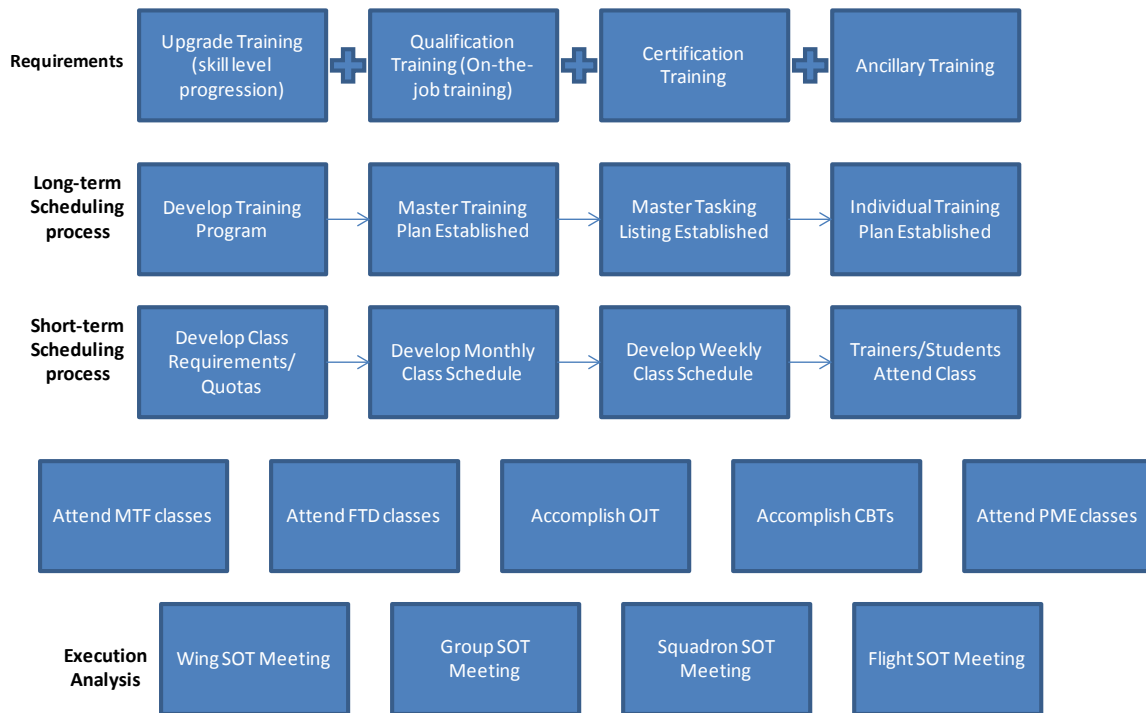 Requirements
Upgrade Training
(skill level
progression)
Qualification
Training (On-the-
job training)
Certification
Training
Ancillary Training
Long-term
Scheduling
process
Develop Training
Program
Master Training
Plan Established
Master Tasking
Listing Established
Individual Training
Plan Established
Short-term
Scheduling
process
Develop Class
Requirements/
Quotas
Develop Monthly
Class Schedule
Develop Weekly
Class Schedule
Trainers/Students
Attend Class
Attend MTF classes
Attend FTD classes
Accomplish OJT
Accomplish CBTs
Attend PME classes
Execution
Analysis
Wing SOT Meeting
Group SOT
Meeting
Squadron SOT
Meeting
Flight SOT Meeting